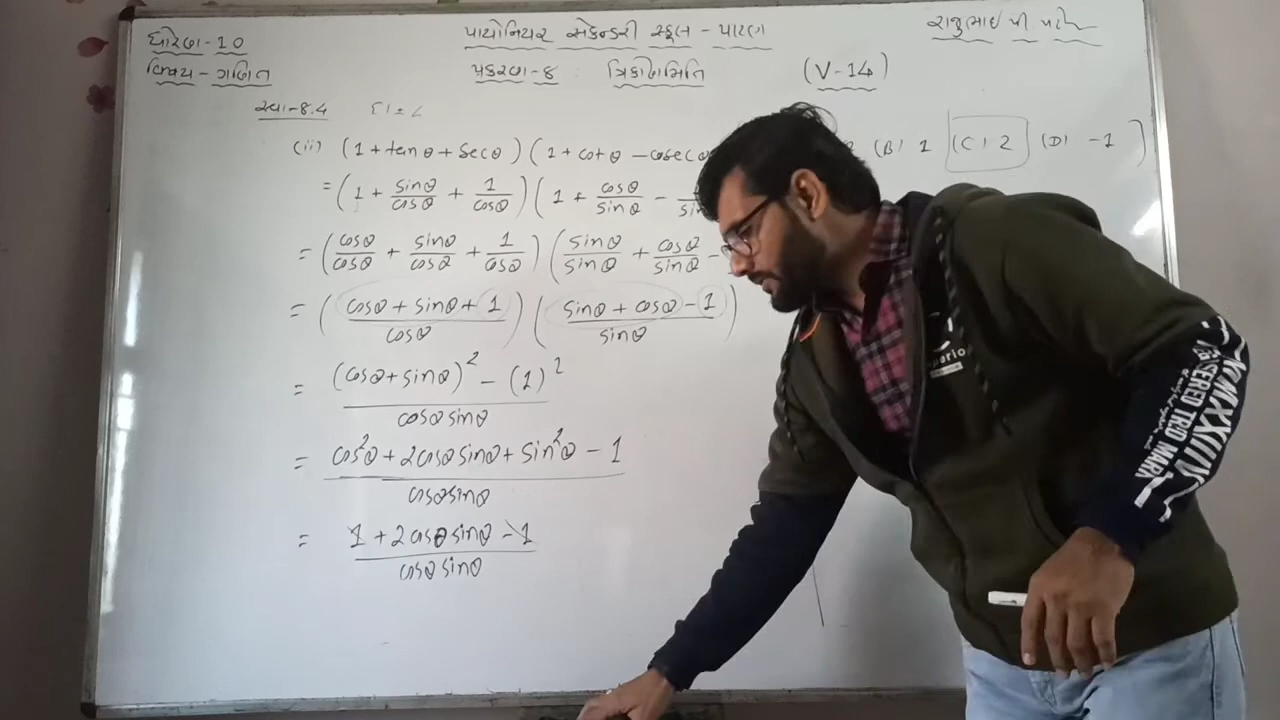 ધોરણ-10
પાયોનિયર સેકન્ડરી સ્કૂલ - પાટણ
રાજુભાઇ પી પટેલ
વિષય-ગણિત
પ્રકરણ-8 : ત્રિકોણમિતિ
(V-14)
સ્વા-8.4
(ii) (1 + tanθ + secθ) (1 + cotθ - cosecθ (B) 1 (C) 2 (D) -1 )
= (1 + sinθ/cosθ + 1/cosθ) (1 + cosθ/sinθ - 
= (cosθ/cosθ + sinθ/cosθ + 1/cosθ) (sinθ/sinθ + cosθ/sinθ -
= (cosθ + sinθ + 1/cosθ) (sinθ + cosθ - 1/sinθ)
= (cosθ + sinθ)² - (1)²/cosθ sinθ
= cos²θ + 2cosθ sinθ + sin²θ - 1/cosθ sinθ
= 1 + 2cosθ sinθ - 1/cosθ sinθ